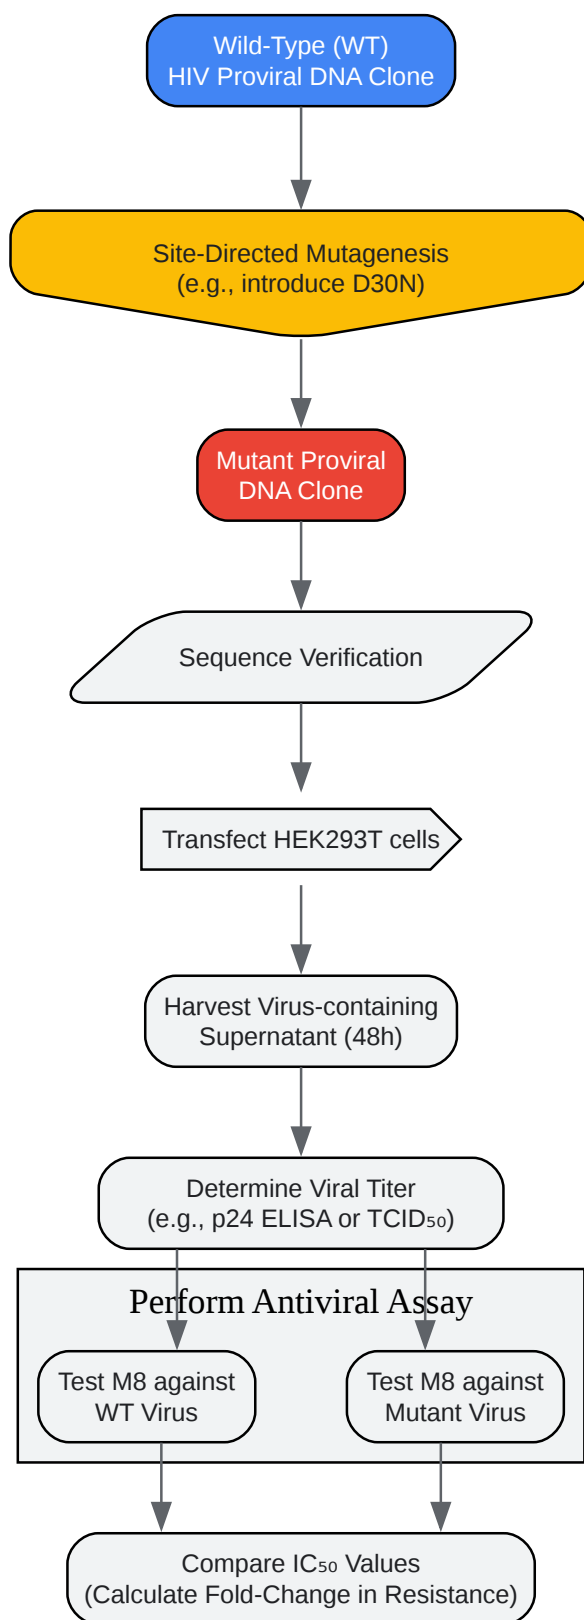 Wild-Type (WT)
HIV Proviral DNA Clone
Site-Directed Mutagenesis
(e.g., introduce D30N)
Mutant Proviral
DNA Clone
Sequence Verification
Transfect HEK293T cells
Harvest Virus-containing
Supernatant (48h)
Determine Viral Titer
(e.g., p24 ELISA or TCID₅₀)
Perform Antiviral Assay
Test M8 against
WT Virus
Test M8 against
Mutant Virus
Compare IC₅₀ Values
(Calculate Fold-Change in Resistance)